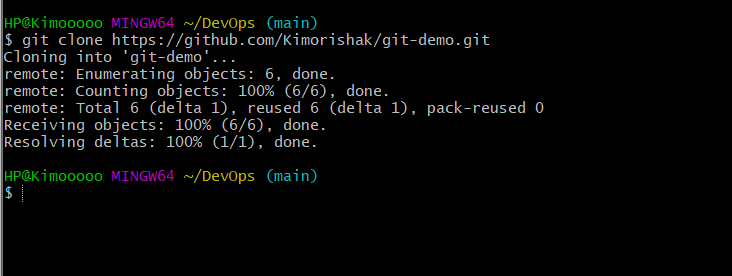 HP@Kimooooo MINGW64 ~/DevOps (main)
$ git clone https://github.com/Kimorishak/git-demo.git
Cloning into 'git-demo'...
remote: Enumerating objects: 6, done.
remote: Counting objects: 100% (6/6), done.
remote: Total 6 (delta 1), reused 6 (delta 1), pack-reused 0
Receiving objects: 100% (6/6), done.
Resolving deltas: 100% (1/1), done.
HP@Kimooooo MINGW64 ~/DevOps (main)
$